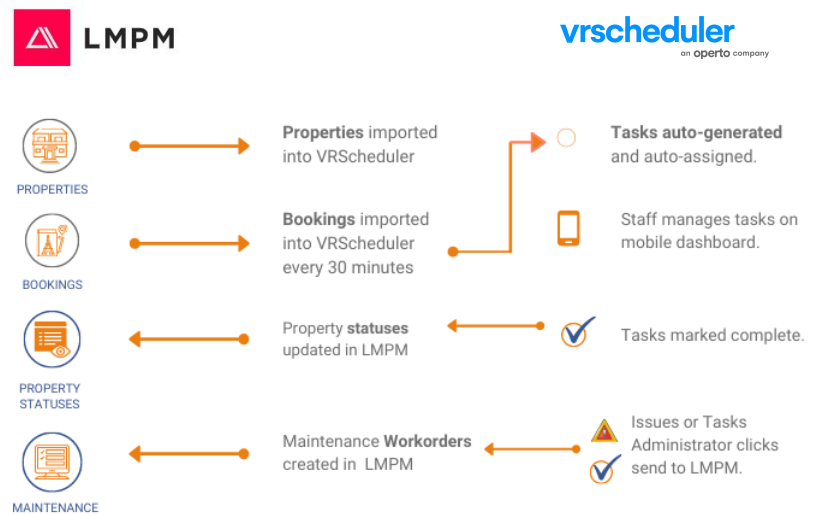 LMPM
vrscheduler
an operto company
PROPERTIES
Properties imported
into VRScheduler
Tasks auto-generated
and auto-assigned.
BOOKINGS
Bookings imported
into VRScheduler
every 30 minutes
Staff manages tasks on
mobile dashboard.
PROPERTY
STATUSES
Property statuses
updated in LMPM
Tasks marked complete.
MAINTENANCE
Maintenance Workorders
created in LMPM
Issues or Tasks
Administrator clicks
send to LMPM.